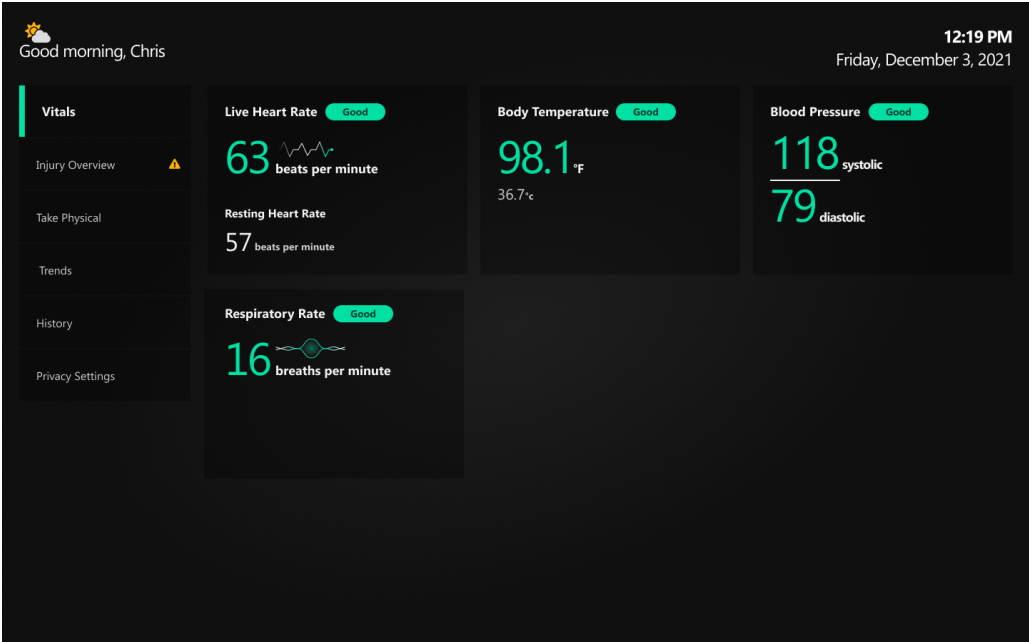 Good morning, Chris
12:19 PM
Friday, December 3, 2021
Vitals
Injury Overview
Take Physical
Trends
History
Privacy Settings
Live Heart Rate Good
63 beats per minute
Resting Heart Rate
57 beats per minute
Body Temperature Good
98.1 °F
36.7°c
Blood Pressure Good
118 systolic
79 diastolic
Respiratory Rate Good
16 breaths per minute